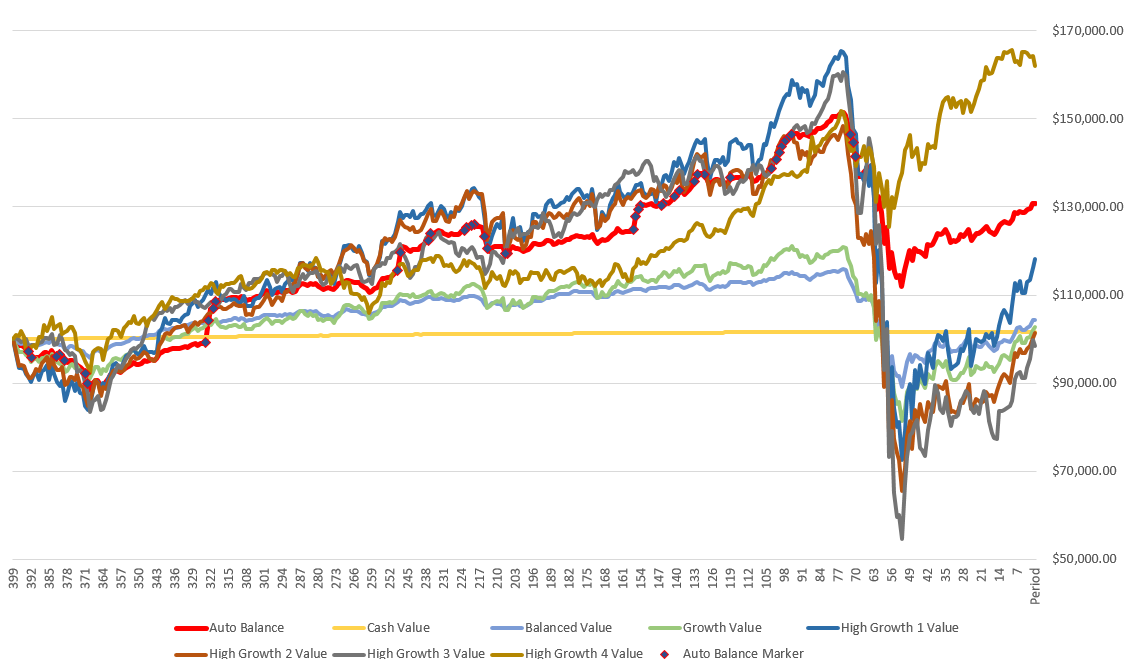 $170,000.00
$150,000.00
$130,000.00
$110,000.00
$90,000.00
$70,000.00
$50,000.00
399 392 385 378 371 364 357 350 343 336 329 322 315 308 301 294 287 280 273 266 259 252 245 238 231 224 217 210 203 196 189 182 175 168 161 154 147 140 133 126 119 112 105 98 91 84 77 70 63 56 49 42 35 28 21 14 7 Period
Auto Balance Cash Value Balanced Value Growth Value High Growth 1 Value
High Growth 2 Value High Growth 3 Value High Growth 4 Value Auto Balance Marker